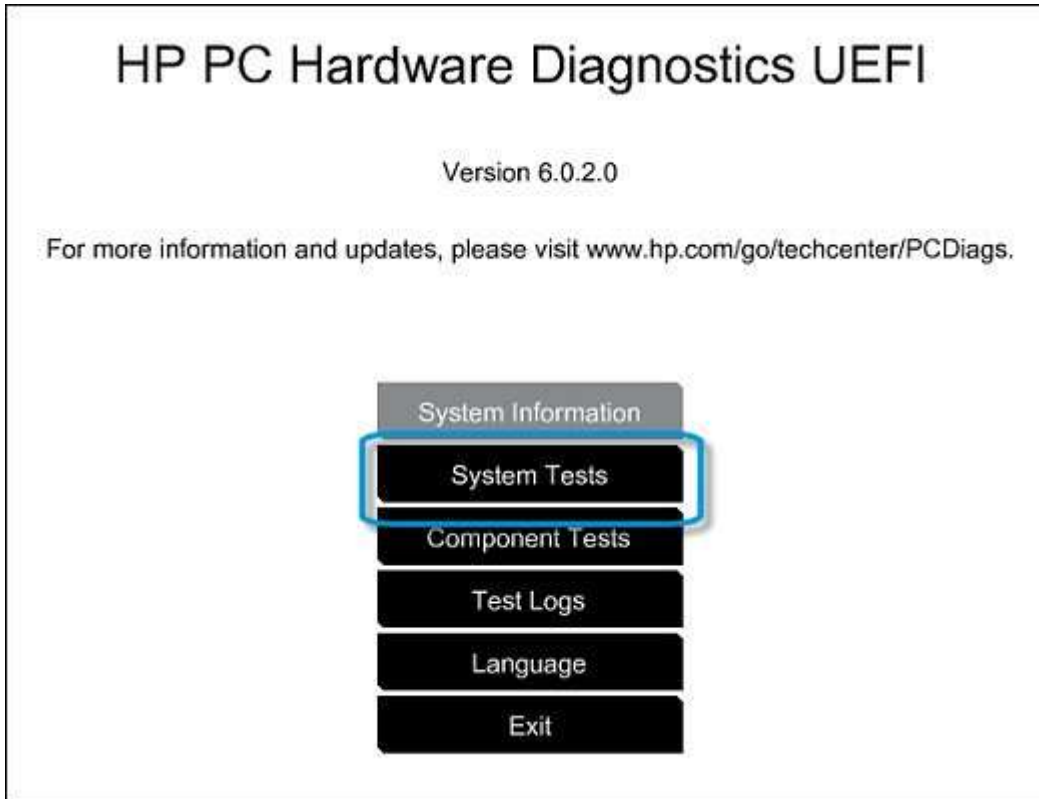 HP PC Hardware Diagnostics UEFI
Version 6.0.2.0
For more information and updates, please visit www.hp.com/go/techcenter/PCDiags.
System Information
System Tests
Component Tests
Test Logs
Language
Exit